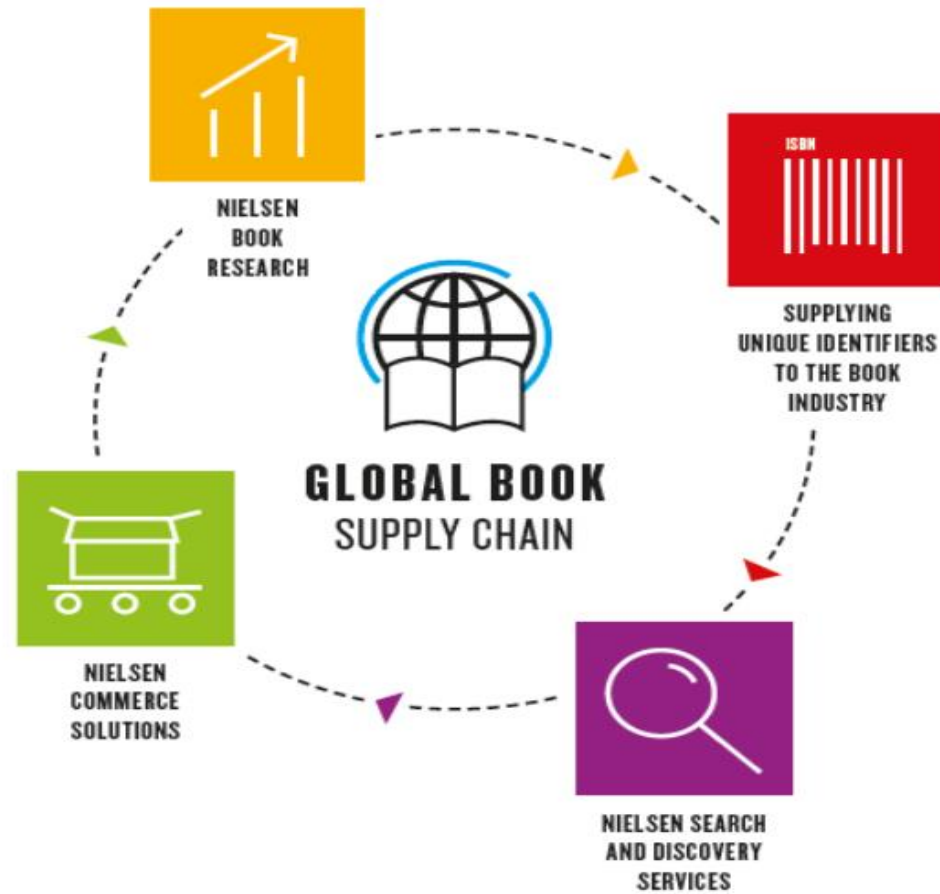 NIELSEN
BOOK
RESEARCH
ISBN
SUPPLYING
UNIQUE IDENTIFIERS
TO THE BOOK
INDUSTRY
GLOBAL BOOK
SUPPLY CHAIN
NIELSEN
COMMERCE
SOLUTIONS
NIELSEN SEARCH
AND DISCOVERY
SERVICES